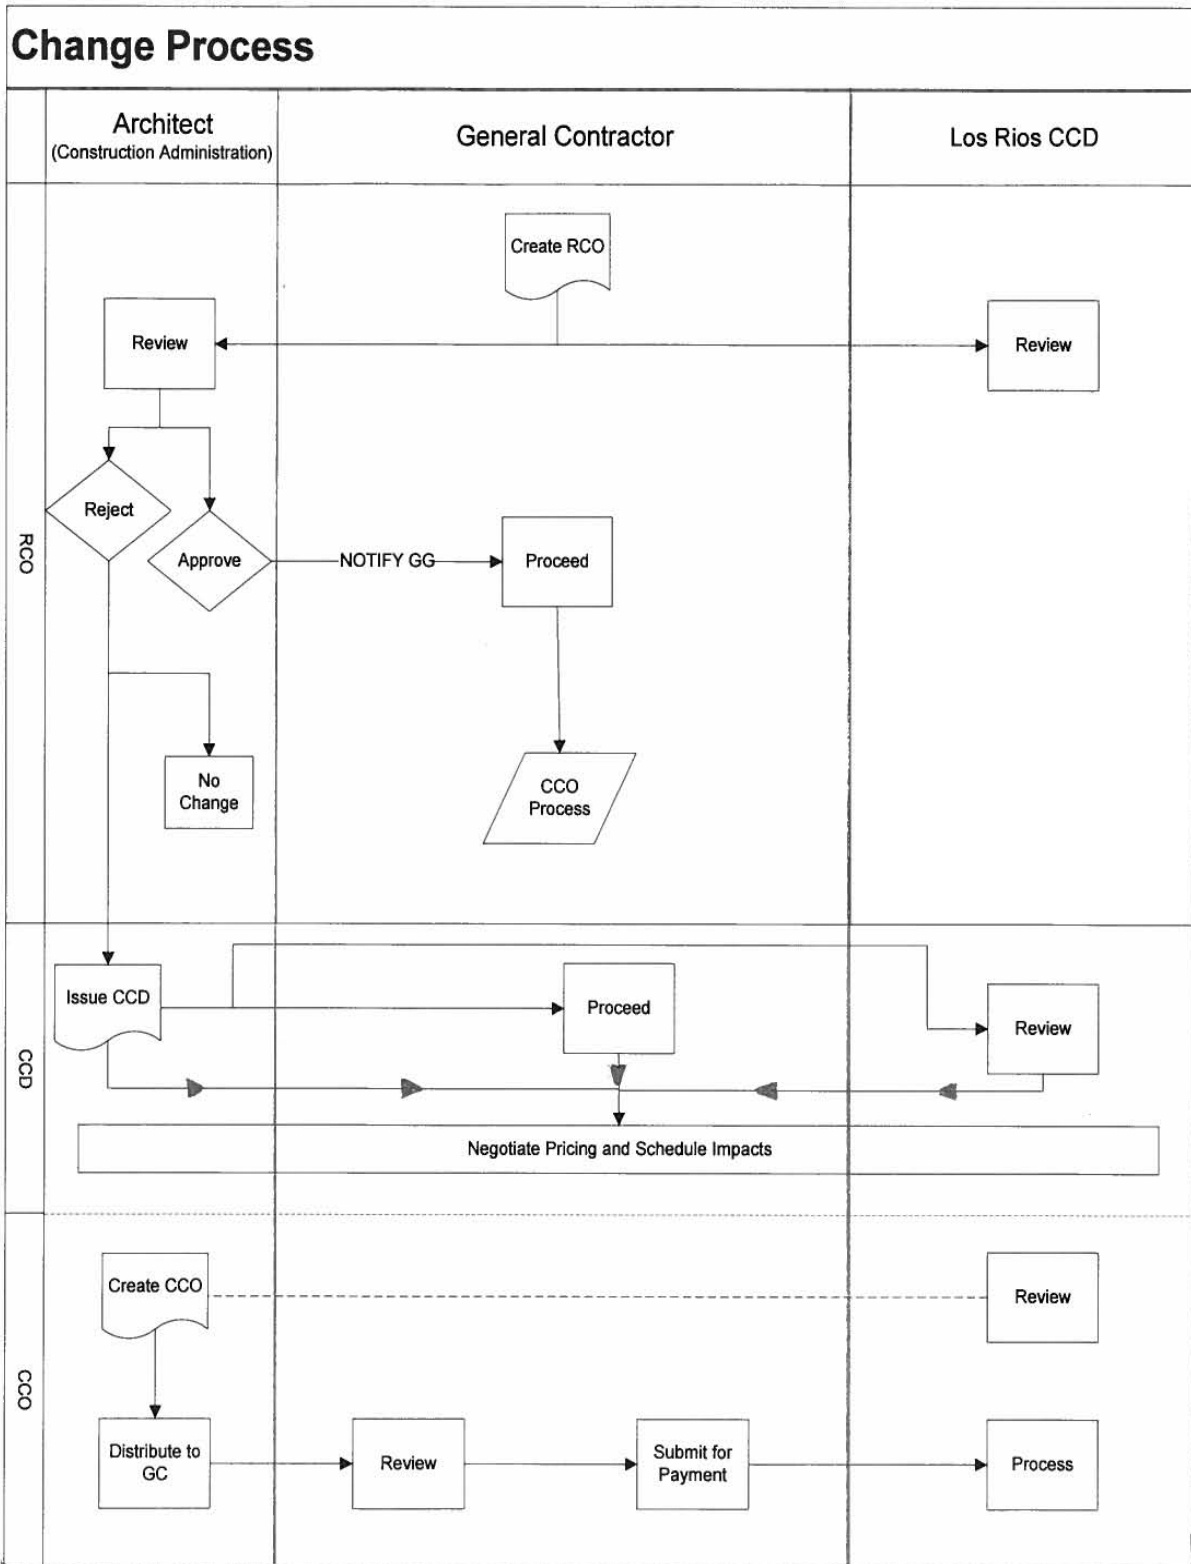 Change Process
Architect
(Construction Administration)
General Contractor
Los Rios CCD
RCO
Create RCO
Review
Review
Reject
Approve
NOTIFY GG
Proceed
No
Change
CCO
Process
CCD
Issue CCD
Proceed
Review
Negotiate Pricing and Schedule Impacts
CCO
Create CCO
Review
Distribute to
GC
Review
Submit for
Payment
Process